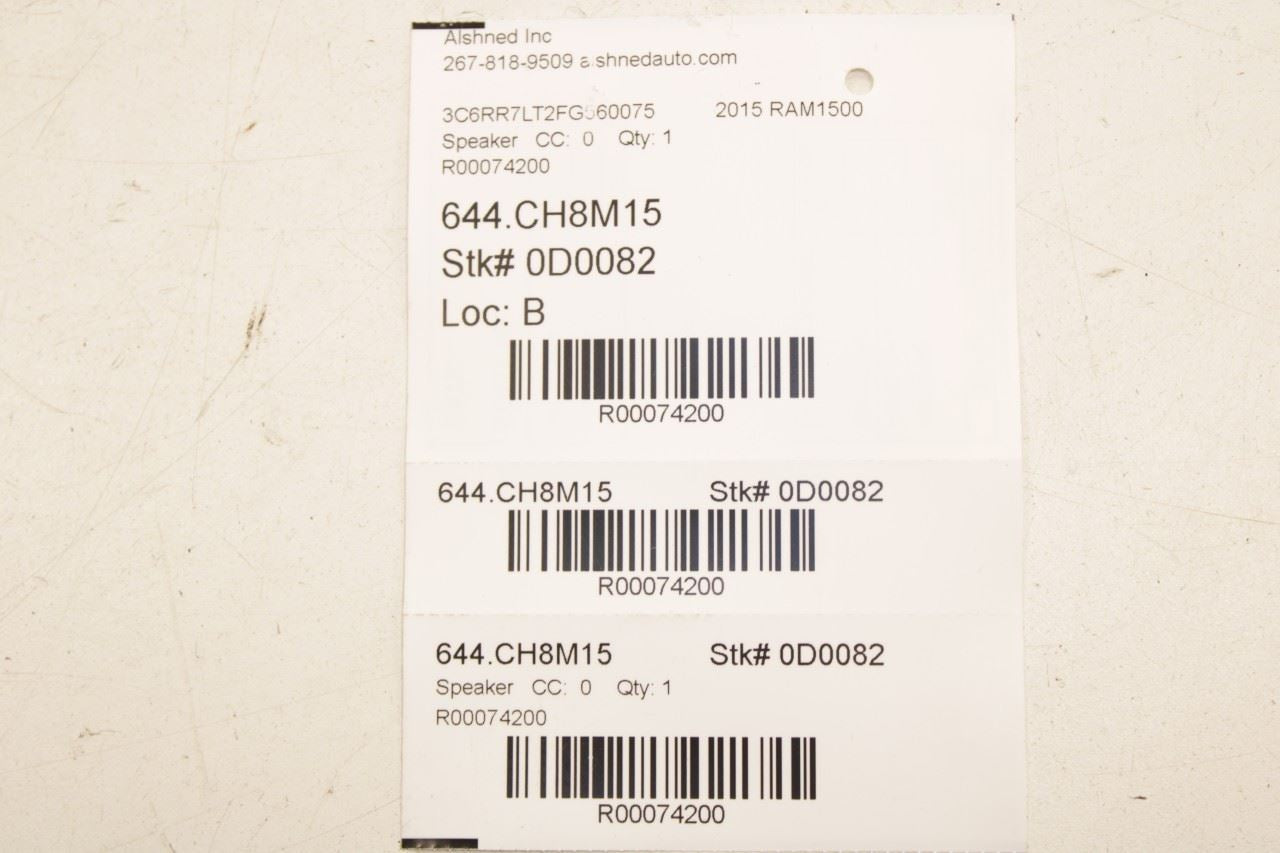 Alshned Inc
267-818-9509 alshnedauto.com
3C6RR7LT2FG560075 2015 RAM1500
Speaker CC: 0 Qty: 1
R00074200
644.CH8M15
Stk# 0D0082
Loc: B
R00074200
644.CH8M15 Stk# 0D0082
R00074200
644.CH8M15 Stk# 0D0082
Speaker CC: 0 Qty: 1
R00074200
R00074200